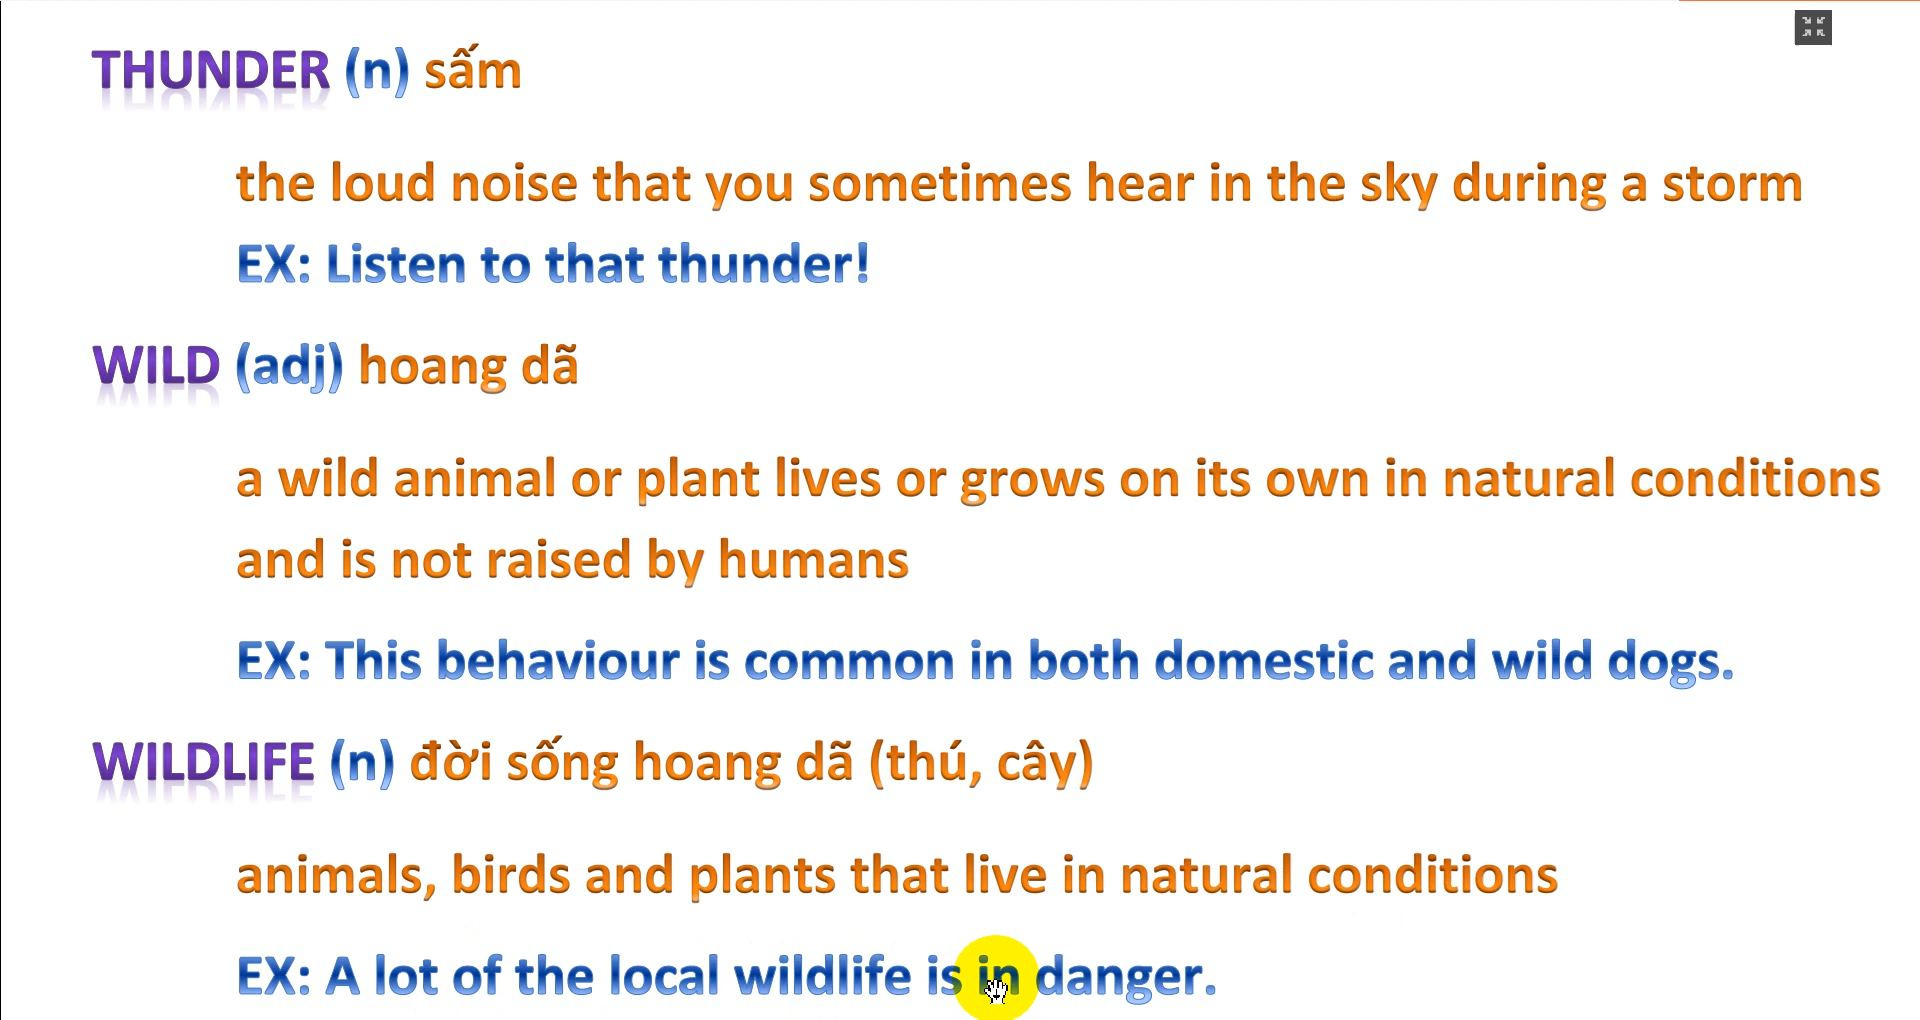 THUNDER (n) sấm
the loud noise that you sometimes hear in the sky during a storm
EX: Listen to that thunder!
WILD (adj) hoang dã
a wild animal or plant lives or grows on its own in natural conditions
and is not raised by humans
EX: This behaviour is common in both domestic and wild dogs.
WILDLIFE (n) đời sống hoang dã (thú, cây)
animals, birds and plants that live in natural conditions
EX: A lot of the local wildlife is in danger.